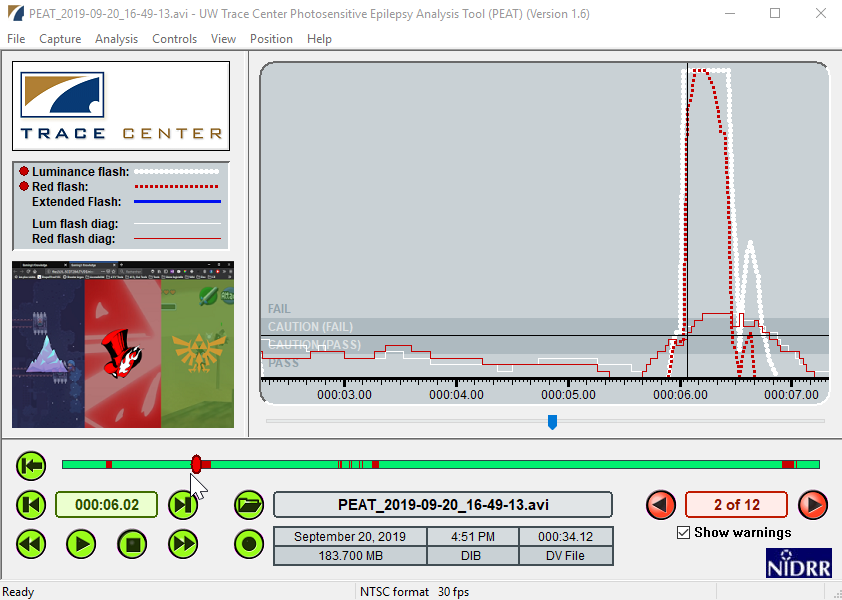 PEAT_2019-09-20_16-49-13.avi - UW Trace Center Photosensitive Epilepsy Analysis Tool (PEAT) (Version 1.6)
File Capture Analysis Controls View Position Help
TRACE CENTER
Luminance flash:
Red flash:
Extended Flash:
Lum flash diag:
Red flash diag:
FAIL
CAUTION (FAIL)
CAUTION (PASS)
PASS
000:03.00 000:04.00 000:05.00 000:06.00 000:07.00
000:06.02
PEAT_2019-09-20_16-49-13.avi
2 of 12
September 20, 2019 4:51 PM 000:34.12
183.700 MB DIB DV File
Show warnings
NIDRR
Ready NTSC format 30 fps